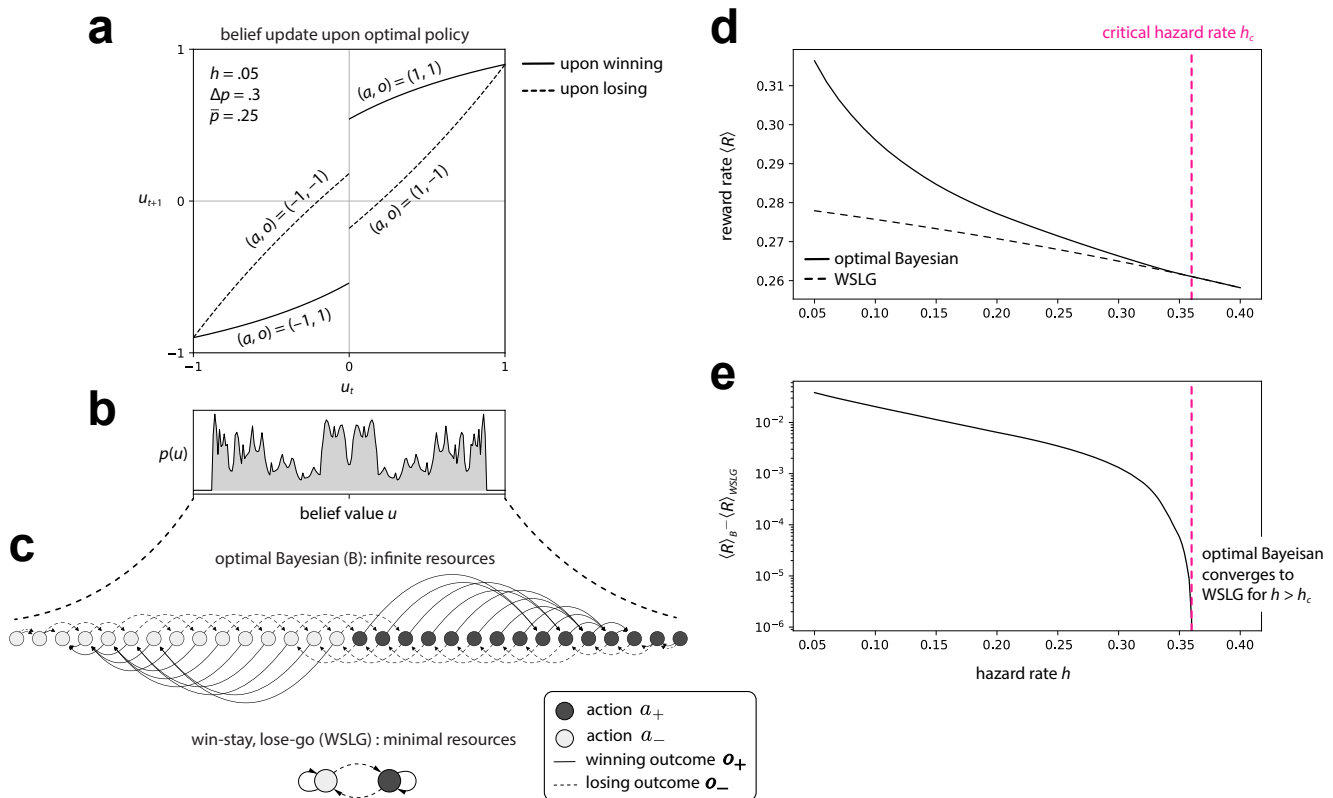 a
belief update upon optimal policy
1
h = .05
Δp = .3
p̄ = .25
(a, o) = (1, 1)
(a, o) = (-1, -1)
(a, o) = (1, -1)
(a, o) = (-1, 1)
u_{t+1}
0
−1
−1
0
1
u_t
upon winning
upon losing
b
p(u)
belief value u
c
optimal Bayesian (B): infinite resources
win-stay, lose-go (WSLG) : minimal resources
action a₊
action a₋
winning outcome o₊
losing outcome o₋
d
critical hazard rate h_c
reward rate ⟨R⟩
0.31
0.30
0.29
0.28
0.27
0.26
optimal Bayesian
WSLG
0.05
0.10
0.15
0.20
0.25
0.30
0.35
0.40
e
⟨R⟩_B − ⟨R⟩_{WSLG}
10⁻²
10⁻³
10⁻⁴
10⁻⁵
10⁻⁶
optimal Bayeisan
converges to
WSLG for h > h_c
0.05
0.10
0.15
0.20
0.25
0.30
0.35
0.40
hazard rate h